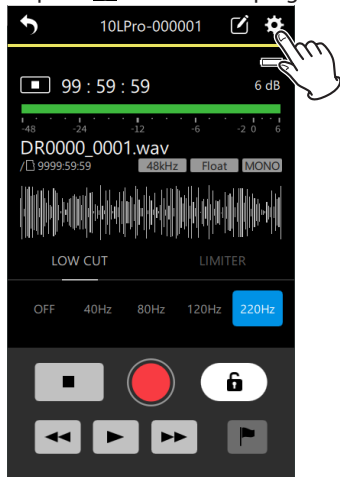 10LPro-000001
99 : 59 : 59
6 dB
-48 -24 -12 -6 -2 0 6
DR0000_0001.wav
/ 9999:59:59 48kHz Float MONO
LOW CUT LIMITER
OFF 40Hz 80Hz 120Hz 220Hz